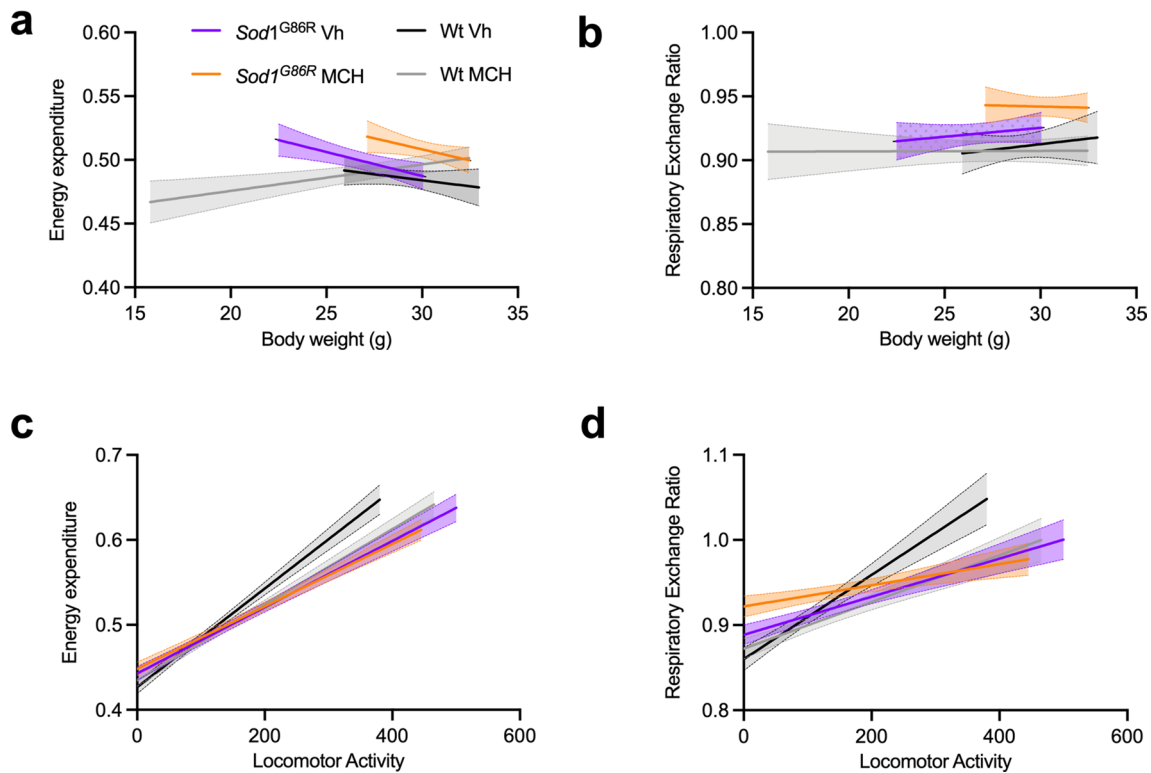 a
Sod1G86R Vh
Wt Vh
Sod1G86R MCH
Wt MCH
Energy expenditure
0.60
0.55
0.50
0.45
0.40
15 20 25 30 35
Body weight (g)
b
Respiratory Exchange Ratio
1.00
0.95
0.90
0.85
0.80
15 20 25 30 35
Body weight (g)
c
Energy expenditure
0.7
0.6
0.5
0.4
0 200 400 600
Locomotor Activity
d
Respiratory Exchange Ratio
1.1
1.0
0.9
0.8
0 200 400 600
Locomotor Activity